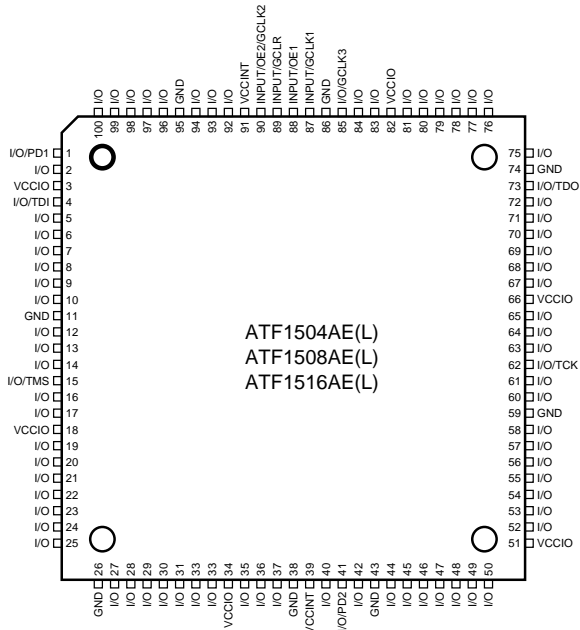 I/O
I/O
I/O
I/O
I/O
GND
I/O
I/O
I/O
VCCINT
INPUT/OE2/GCLK2
INPUT/GCLR
INPUT/OE1
INPUT/GCLK1
GND
I/O/GCLK3
I/O
I/O
VCCIO
I/O
I/O
I/O
I/O
I/O
I/O
100
99
98
97
96
95
94
93
92
91
90
89
88
87
86
85
84
83
82
81
80
79
78
77
76
I/O/PD1 1
I/O 2
VCCIO 3
I/O/TDI 4
I/O 5
I/O 6
I/O 7
I/O 8
I/O 9
I/O 10
GND 11
I/O 12
I/O 13
I/O 14
I/O/TMS 15
I/O 16
I/O 17
VCCIO 18
I/O 19
I/O 20
I/O 21
I/O 22
I/O 23
I/O 24
I/O 25
ATF1504AE(L)
ATF1508AE(L)
ATF1516AE(L)
75 I/O
74 GND
73 I/O/TDO
72 I/O
71 I/O
70 I/O
69 I/O
68 I/O
67 I/O
66 VCCIO
65 I/O
64 I/O
63 I/O
62 I/O/TCK
61 I/O
60 I/O
59 GND
58 I/O
57 I/O
56 I/O
55 I/O
54 I/O
53 I/O
52 I/O
51 VCCIO
26
27
28
29
30
31
33
33
34
35
36
37
38
39
40
41
42
43
44
45
46
47
48
49
50
GND
I/O
I/O
I/O
I/O
I/O
I/O
I/O
VCCIO
I/O
I/O
I/O
GND
VCCINT
I/O
I/O/PD2
I/O
GND
I/O
I/O
I/O
I/O
I/O
I/O
I/O